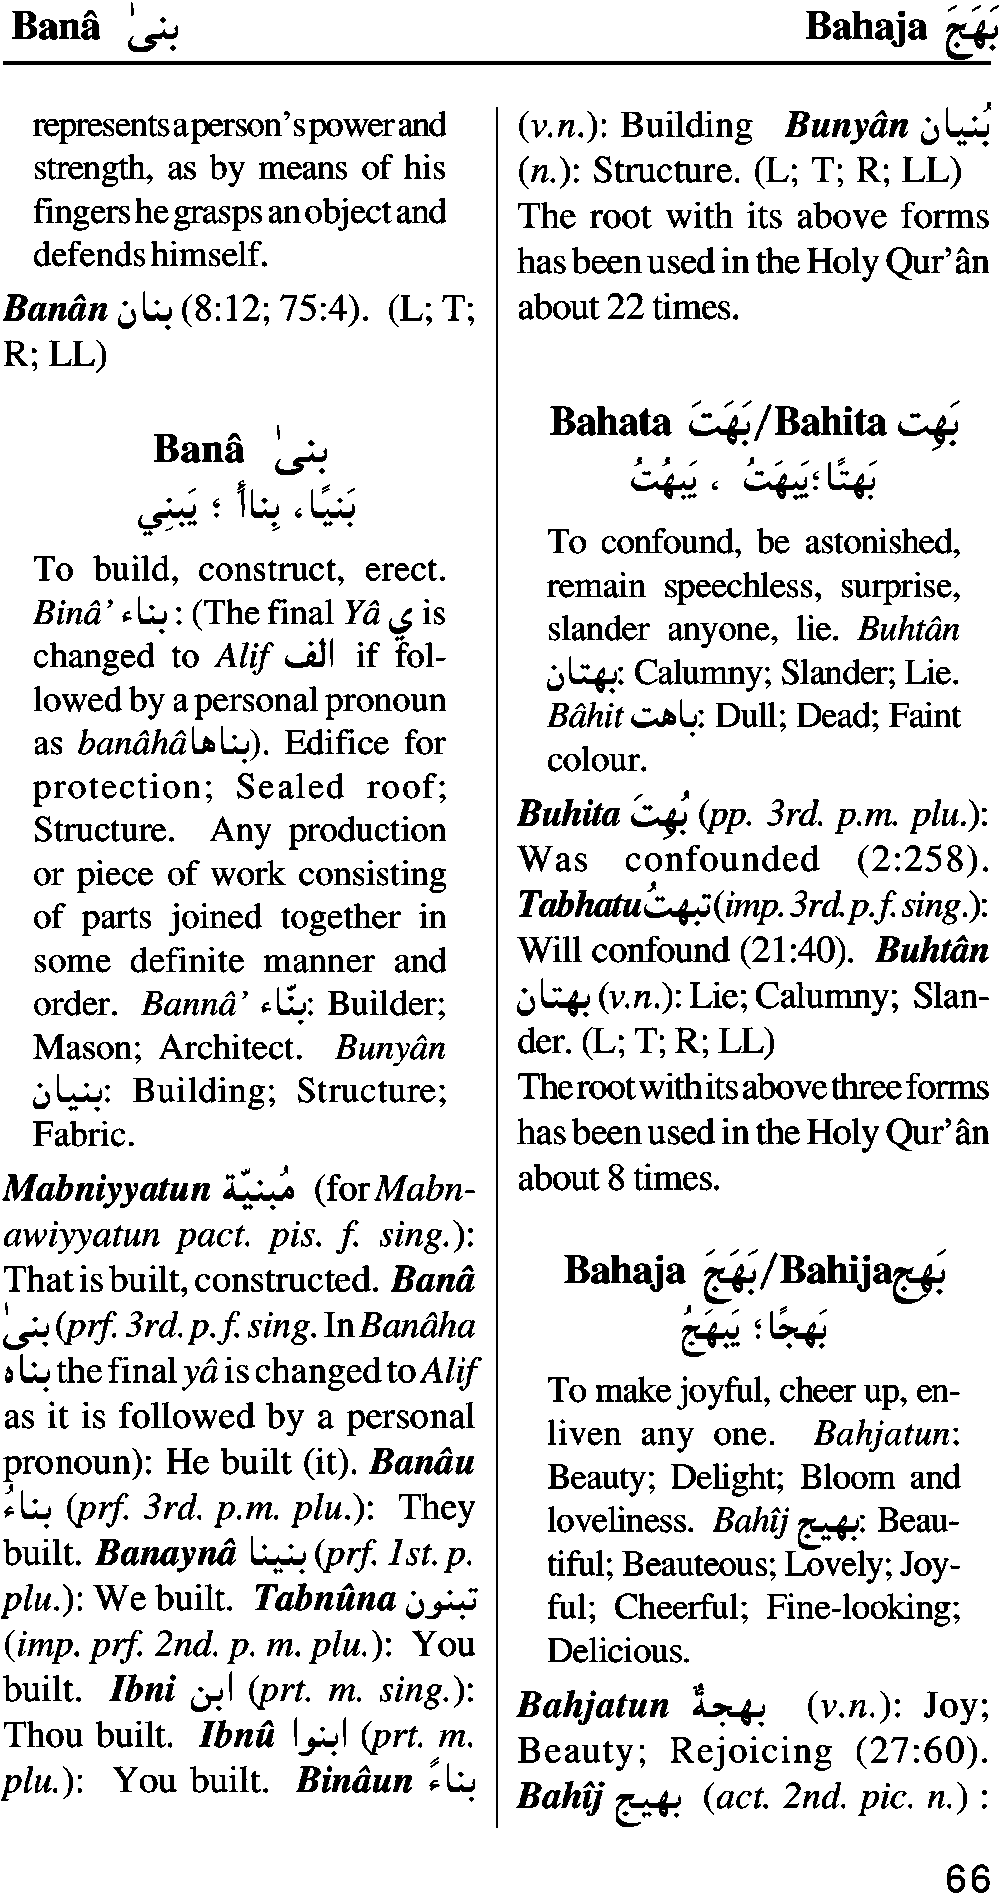 Banâ بنىٰ
Bahaja بَهَجَ
represents a person's power and
strength, as by means of his
fingers he grasps an object and
defends himself.
Banân بنان (8:12; 75:4). (L; T;
R; LL)
Banâ بنىٰ
بَنيًا، بِناأً ؛ يَبنِي
To build, construct, erect.
Binâ’ بناء : (The final Yâ ي is
changed to Alif الف if fol-
lowed by a personal pronoun
as banâhâ بناها). Edifice for
protection; Sealed roof;
Structure. Any production
or piece of work consisting
of parts joined together in
some definite manner and
order. Bannâ’ بنّاء: Builder;
Mason; Architect. Bunyân
بنيان: Building; Structure;
Fabric.
Mabniyyatun مُبنيّة (for Mabn-
awiyyatun pact. pis. f. sing.):
That is built, constructed. Banâ
بنىٰ (prf. 3rd. p. f. sing. In Banâha
بناه the final yâ is changed to Alif
as it is followed by a personal
pronoun): He built (it). Banâu
بناءُ (prf. 3rd. p.m. plu.): They
built. Banaynâ بنينا (prf. 1st. p.
plu.): We built. Tabnûna تبنون
(imp. prf. 2nd. p. m. plu.): You
built. Ibni ابن (prt. m. sing.):
Thou built. Ibnû ابنوا (prt. m.
plu.): You built. Binâun بناءً
(v.n.): Building Bunyân بُنيان
(n.): Structure. (L; T; R; LL)
The root with its above forms
has been used in the Holy Qur’ân
about 22 times.
Bahata بَهَتَ/Bahita بَهِت
بَهتًا؛يَبهَتُ ، يَبهُتُ
To confound, be astonished,
remain speechless, surprise,
slander anyone, lie. Buhtân
بهتان: Calumny; Slander; Lie.
Bâhit باهت: Dull; Dead; Faint
colour.
Buhita بُهِتَ (pp. 3rd. p.m. plu.):
Was confounded (2:258).
Tabhatu تبهتُ (imp. 3rd. p.f. sing.):
Will confound (21:40). Buhtân
بهتان (v.n.): Lie; Calumny; Slan-
der. (L; T; R; LL)
The root with its above three forms
has been used in the Holy Qur’ân
about 8 times.
Bahaja بَهَجَ/Bahija بَهِج
بَهجًا؛ يَبهَجُ
To make joyful, cheer up, en-
liven any one. Bahjatun:
Beauty; Delight; Bloom and
loveliness. Bahîj بهيج: Beau-
tiful; Beauteous; Lovely; Joy-
ful; Cheerful; Fine-looking;
Delicious.
Bahjatun بهجةٌ (v.n.): Joy;
Beauty; Rejoicing (27:60).
Bahîj بهيج (act. 2nd. pic. n.) :
66